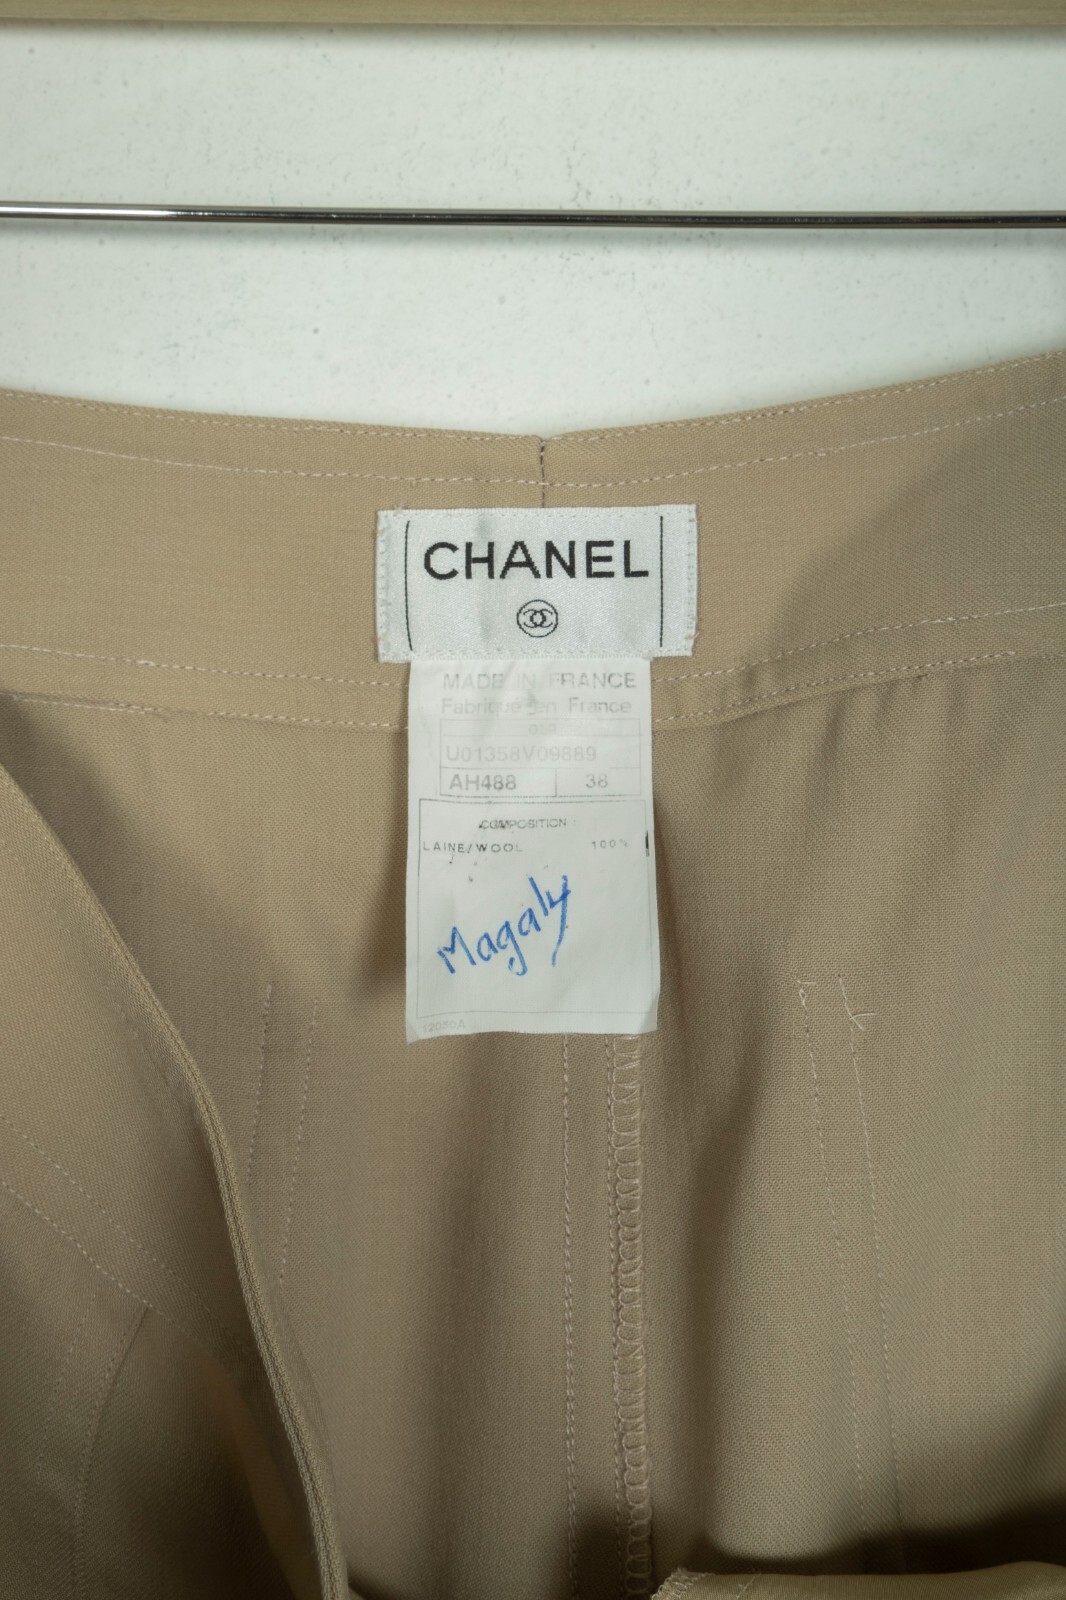 CHANEL
MADE IN FRANCE
Fabriqué en France
U01358V09889
AH488 38
COMPOSITION
LAINE/WOOL 100%
Magaly